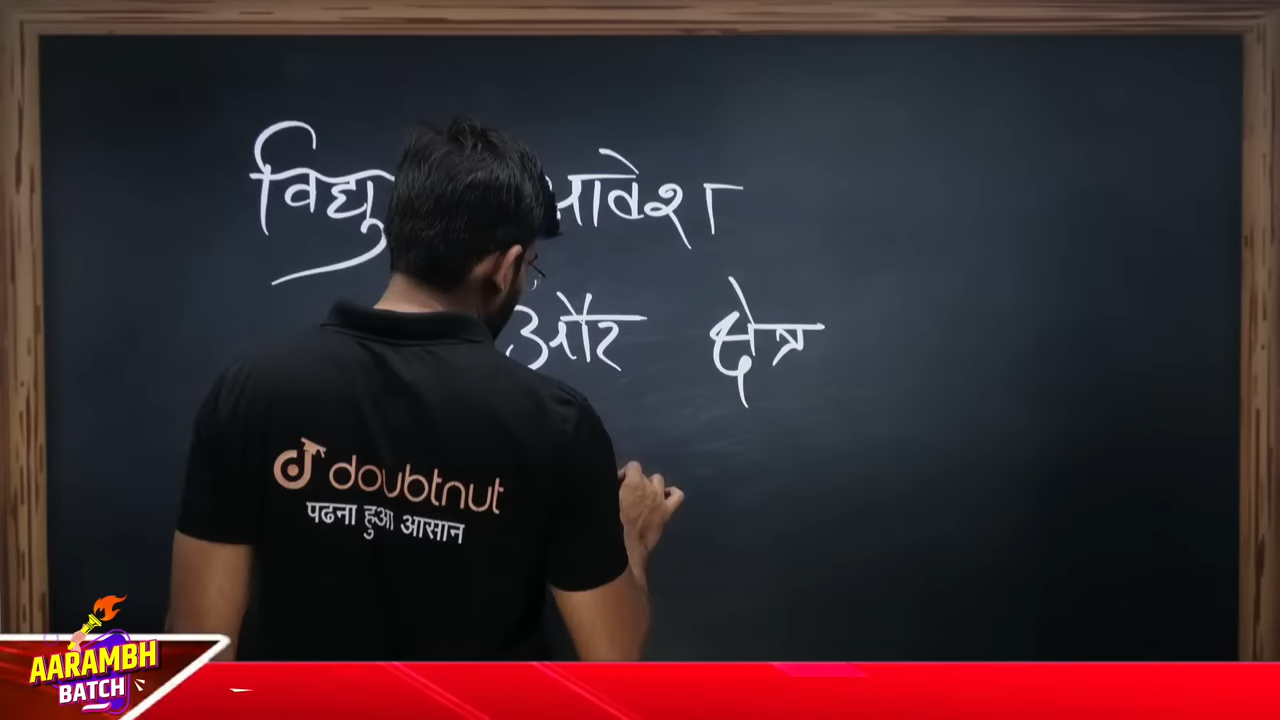 आवेश
और क्षेत्र
doubtnut
पढना हुआ आसान
AARAMBH
BATCH